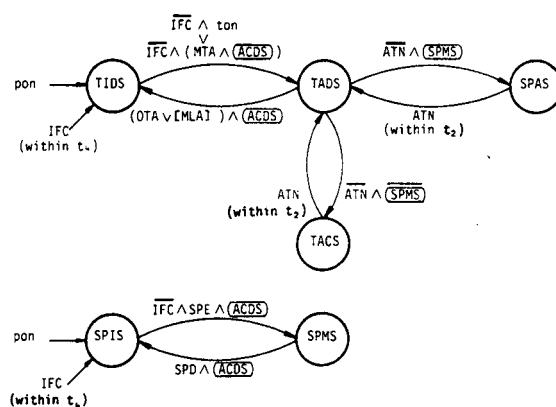 IFC ∧ ton
∨
IFC ∧ (MTA ∧ ACDS)
pon
TIDS
TADS
SPAS
ATN ∧ SPMS
(OTA ∨ [MLA]) ∧ ACDS
ATN
(within t₂)
IFC
(within t₄)
ATN
(within t₂)
ATN ∧ SPMS
TACS
IFC ∧ SPE ∧ ACDS
pon
SPIS
SPMS
SPD ∧ ACDS
IFC
(within t₄)